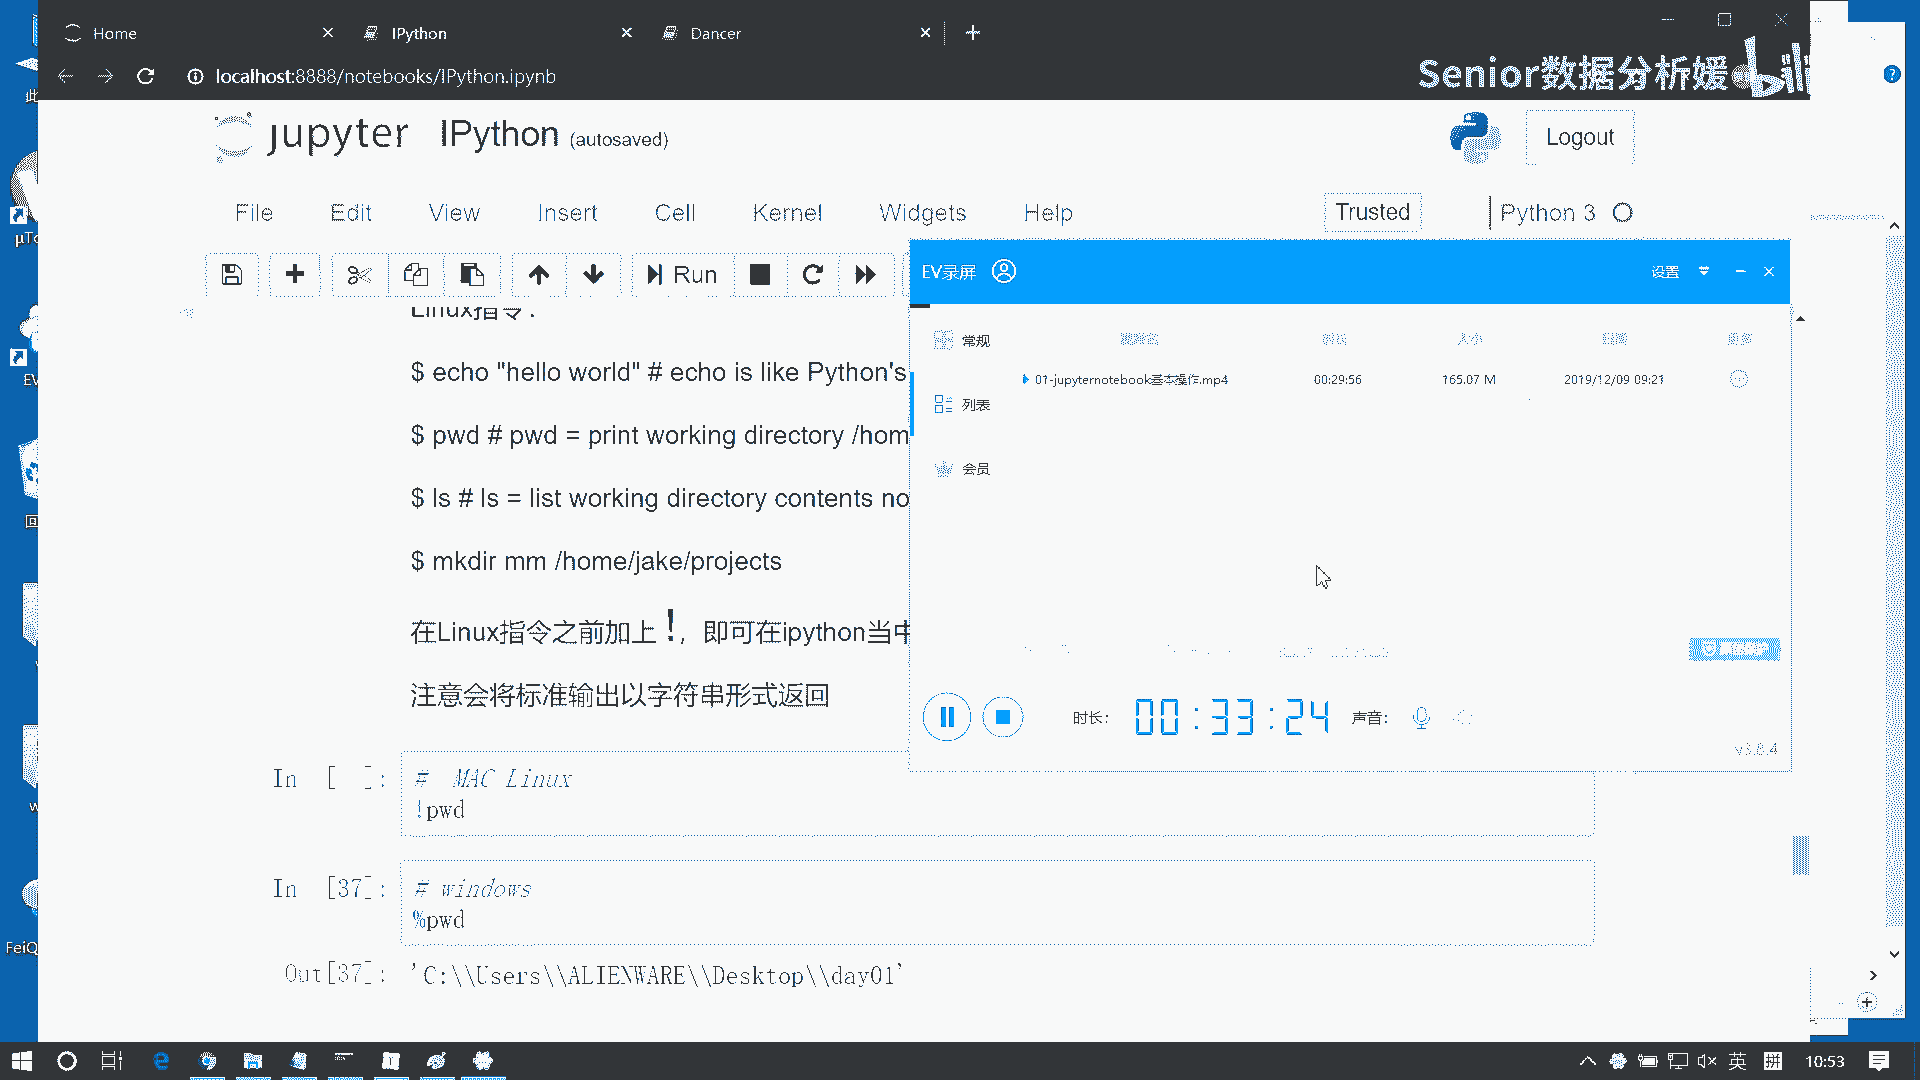 Home
IPython
Dancer
localhost:8888/notebooks/IPython.ipynb
Senior数据分析媛
jupyter IPython (autosaved)
Logout
File Edit View Insert Cell Kernel Widgets Help
Trusted
Python 3
Run
EV录屏
设置
Linux指令：
常规
大小
$ echo "hello world" # echo is like Python's
01-jupyternotebook基本操作.mp4 00:29:56 165.07 M 2019/12/09 09:21
列表
$ pwd # pwd = print working directory /hom
会员
$ ls # ls = list working directory contents no
$ mkdir mm /home/jake/projects
在Linux指令之前加上!，即可在ipython当中
注意会将标准输出以字符串形式返回
时长: 00:33:24 声音:
In [ ]: # MAC Linux
!pwd
In [37]: # windows
%pwd
Out[37]: 'C:\\Users\\ALIENWARE\\Desktop\\day01'
FeiQ
英
拼
10:53